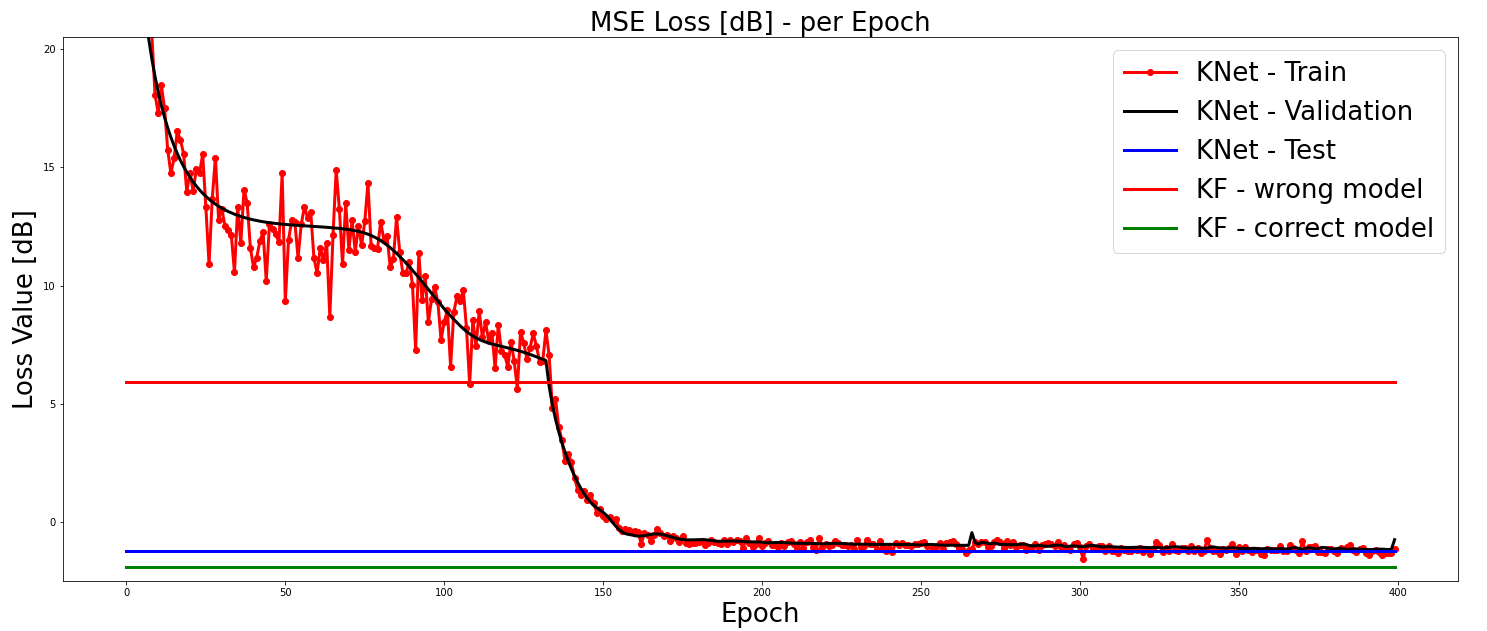 MSE Loss [dB] - per Epoch
KNet - Train
KNet - Validation
KNet - Test
KF - wrong model
KF - correct model
Loss Value [dB]
20
15
10
5
0
0 50 100 150 200 250 300 350 400
Epoch